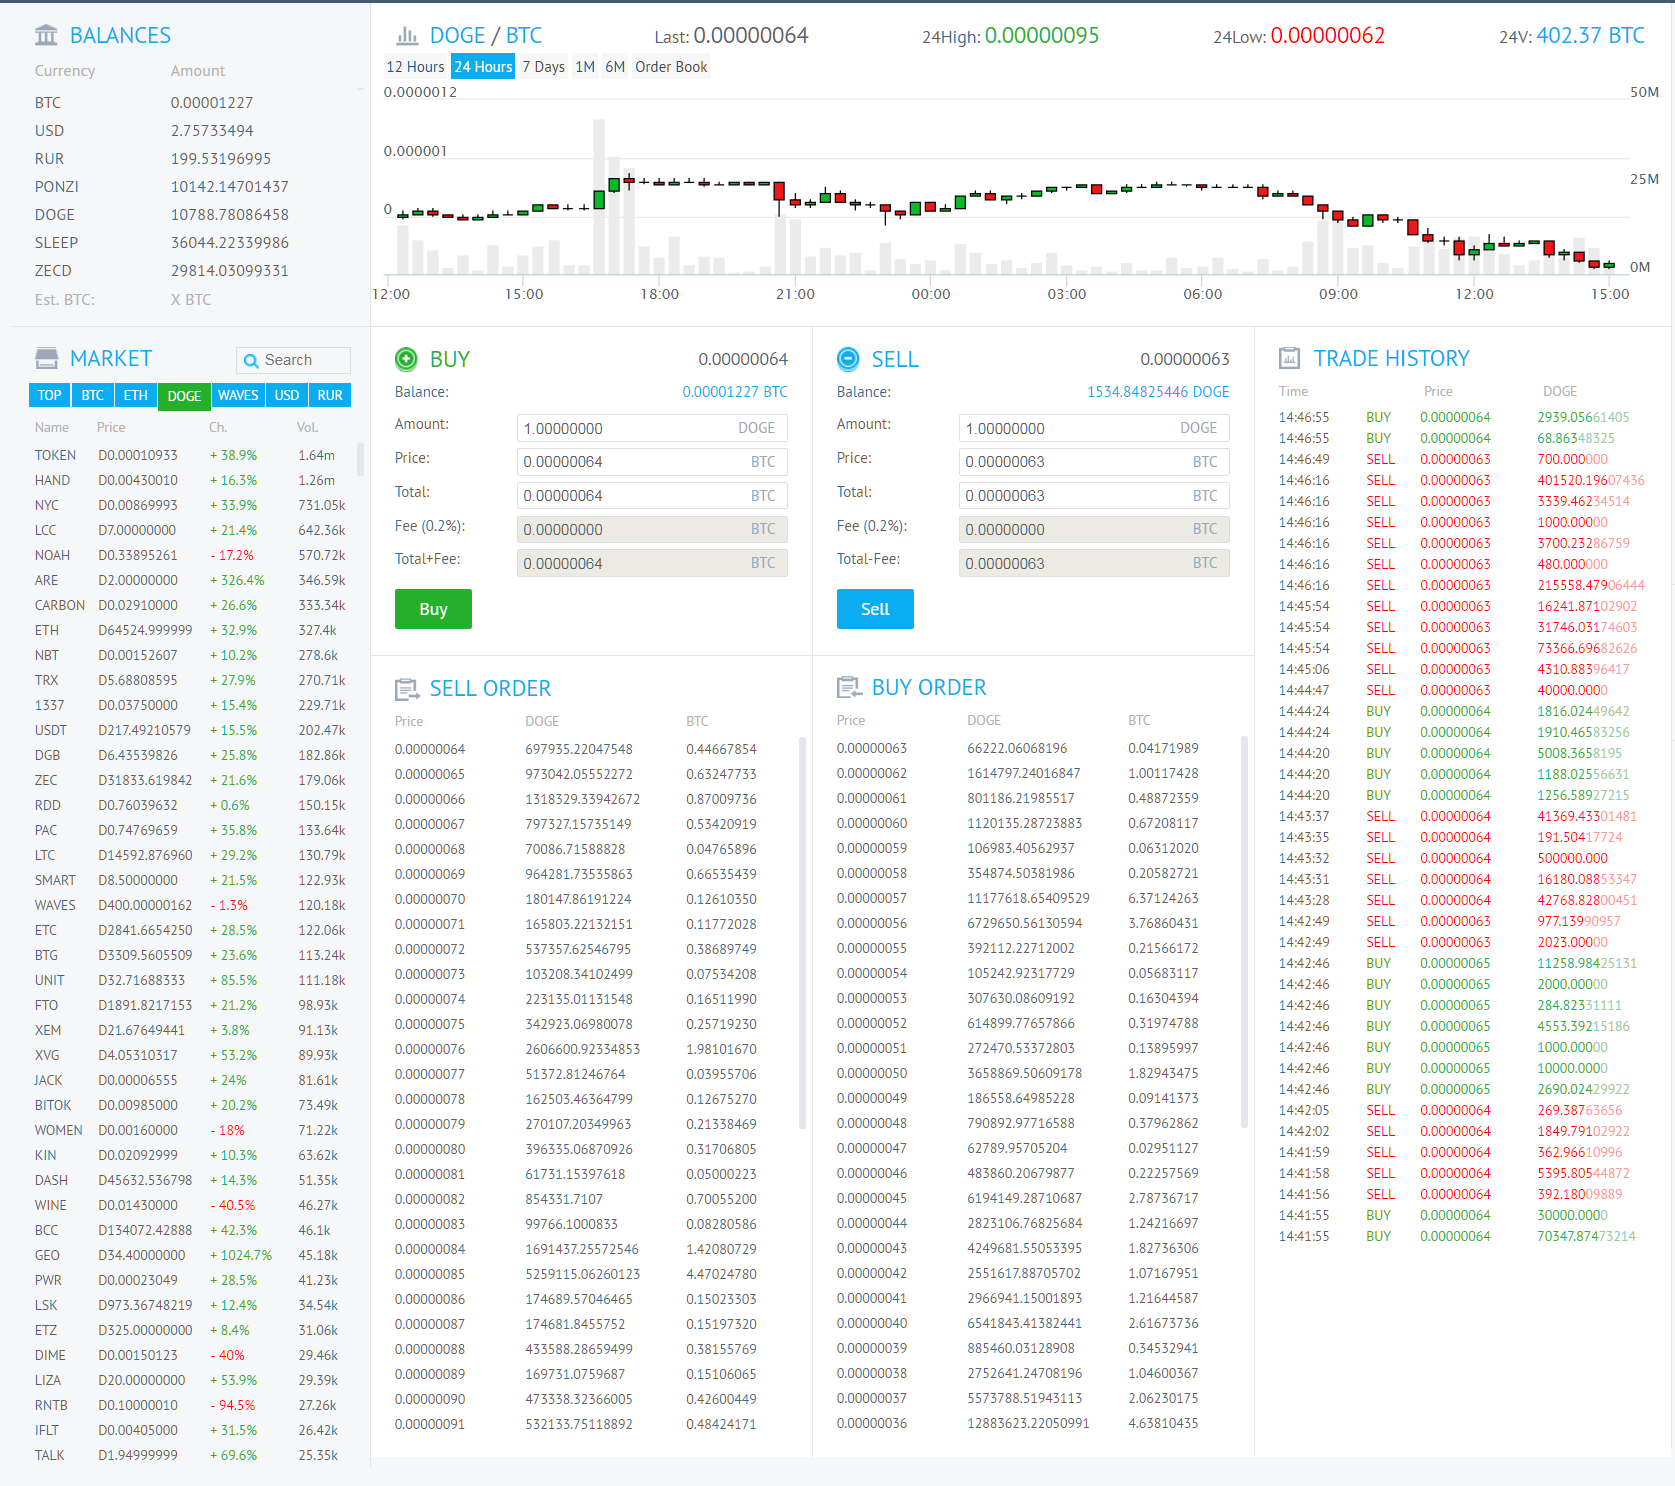 BALANCES
Currency Amount
BTC 0.00001227
USD 2.75733494
RUR 199.53196995
PONZI 10142.14701437
DOGE 10788.78086458
SLEEP 36044.22339986
ZECD 29814.03099331
Est. BTC: X BTC
DOGE / BTC Last: 0.00000064 24High: 0.00000095 24Low: 0.00000062 24V: 402.37 BTC
12 Hours 24 Hours 7 Days 1M 6M Order Book
0.0000012 50M
0.000001
25M
0
0M
12:00 15:00 18:00 21:00 00:00 03:00 06:00 09:00 12:00 15:00
MARKET Search
TOP BTC ETH DOGE WAVES USD RUR
Name Price Ch. Vol.
TOKEN D0.00010933 + 38.9% 1.64m
HAND D0.00430010 + 16.3% 1.26m
NYC D0.00869993 + 33.9% 731.05k
LCC D7.00000000 + 21.4% 642.36k
NOAH D0.33895261 - 17.2% 570.72k
ARE D2.00000000 + 326.4% 346.59k
CARBON D0.02910000 + 26.6% 333.34k
ETH D64524.999999 + 32.9% 327.4k
NBT D0.00152607 + 10.2% 278.6k
TRX D5.68808595 + 27.9% 270.71k
1337 D0.03750000 + 15.4% 229.71k
USDT D217.49210579 + 15.5% 202.47k
DGB D6.43539826 + 25.8% 182.86k
ZEC D31833.619842 + 21.6% 179.06k
RDD D0.76039632 + 0.6% 150.15k
PAC D0.74769659 + 35.8% 133.64k
LTC D14592.876960 + 29.2% 130.79k
SMART D8.50000000 + 21.5% 122.93k
WAVES D400.00000162 - 1.3% 120.18k
ETC D2841.6654250 + 28.5% 122.06k
BTG D3309.5605509 + 23.6% 113.24k
UNIT D32.71688333 + 85.5% 111.18k
FTO D1891.8217153 + 21.2% 98.93k
XEM D21.67649441 + 3.8% 91.13k
XVG D4.05310317 + 53.2% 89.93k
JACK D0.00006555 + 24% 81.61k
BITOK D0.00985000 + 20.2% 73.49k
WOMEN D0.00160000 - 18% 71.22k
KIN D0.02092999 + 10.3% 63.62k
DASH D45632.536798 + 14.3% 51.35k
WINE D0.01430000 - 40.5% 46.27k
BCC D134072.42888 + 42.3% 46.1k
GEO D34.40000000 + 1024.7% 45.18k
PWR D0.00023049 + 28.5% 41.23k
LSK D973.36748219 + 12.4% 34.54k
ETZ D325.00000000 + 8.4% 31.06k
DIME D0.00150123 - 40% 29.46k
LIZA D20.00000000 + 53.9% 29.39k
RNTB D0.10000010 - 94.5% 27.26k
IFLT D0.00405000 + 31.5% 26.42k
TALK D1.94999999 + 69.6% 25.35k
BUY 0.00000064
Balance: 0.00001227 BTC
Amount: 1.00000000 DOGE
Price: 0.00000064 BTC
Total: 0.00000064 BTC
Fee (0.2%): 0.00000000 BTC
Total+Fee: 0.00000064 BTC
Buy
SELL 0.00000063
Balance: 1534.84825446 DOGE
Amount: 1.00000000 DOGE
Price: 0.00000063 BTC
Total: 0.00000063 BTC
Fee (0.2%): 0.00000000 BTC
Total-Fee: 0.00000063 BTC
Sell
SELL ORDER
Price DOGE BTC
0.00000064 697935.22047548 0.44667854
0.00000065 973042.05552272 0.63247733
0.00000066 1318329.33942672 0.87009736
0.00000067 797327.15735149 0.53420919
0.00000068 70086.71588828 0.04765896
0.00000069 964281.73535863 0.66535439
0.00000070 180147.86191224 0.12610350
0.00000071 165803.22132151 0.11772028
0.00000072 537357.62546795 0.38689749
0.00000073 103208.34102499 0.07534208
0.00000074 223135.01131548 0.16511990
0.00000075 342923.06980078 0.25719230
0.00000076 2606600.92334853 1.98101670
0.00000077 51372.81246764 0.03955706
0.00000078 162503.46364799 0.12675270
0.00000079 270107.20349963 0.21338469
0.00000080 396335.06870926 0.31706805
0.00000081 61731.15397618 0.05000223
0.00000082 854331.7107 0.70055200
0.00000083 99766.1000833 0.08280586
0.00000084 1691437.25572546 1.42080729
0.00000085 5259115.06260123 4.47024780
0.00000086 174689.57046465 0.15023303
0.00000087 174681.8455752 0.15197320
0.00000088 433588.28659499 0.38155769
0.00000089 169731.0759687 0.15106065
0.00000090 473338.32366005 0.42600449
0.00000091 532133.75118892 0.48424171
BUY ORDER
Price DOGE BTC
0.00000063 66222.06068196 0.04171989
0.00000062 1614797.24016847 1.00117428
0.00000061 801186.21985517 0.48872359
0.00000060 1120135.28723883 0.67208117
0.00000059 106983.40562937 0.06312020
0.00000058 354874.50381986 0.20582721
0.00000057 11177618.65409529 6.37124263
0.00000056 6729650.56130594 3.76860431
0.00000055 392112.22712002 0.21566172
0.00000054 105242.92317729 0.05683117
0.00000053 307630.08609192 0.16304394
0.00000052 614899.77657866 0.31974788
0.00000051 272470.53372803 0.13895997
0.00000050 3658869.50609178 1.82943475
0.00000049 186558.64985228 0.09141373
0.00000048 790892.97716588 0.37962862
0.00000047 62789.95705204 0.02951127
0.00000046 483860.20679877 0.22257569
0.00000045 6194149.28710687 2.78736717
0.00000044 2823106.76825684 1.24216697
0.00000043 4249681.55053395 1.82736306
0.00000042 2551617.88705702 1.07167951
0.00000041 2966941.15001893 1.21644587
0.00000040 6541843.41382441 2.61673736
0.00000039 885460.03128908 0.34532941
0.00000038 2752641.24708196 1.04600367
0.00000037 5573788.51943113 2.06230175
0.00000036 12883623.22050991 4.63810435
TRADE HISTORY
Time Price DOGE
14:46:55 BUY 0.00000064 2939.05661405
14:46:55 BUY 0.00000064 68.86348325
14:46:49 SELL 0.00000063 700.000000
14:46:16 SELL 0.00000063 401520.19607436
14:46:16 SELL 0.00000063 3339.46234514
14:46:16 SELL 0.00000063 1000.00000
14:46:16 SELL 0.00000063 3700.23286759
14:46:16 SELL 0.00000063 480.000000
14:46:16 SELL 0.00000063 215558.47906444
14:45:54 SELL 0.00000063 16241.87102902
14:45:54 SELL 0.00000063 31746.03174603
14:45:54 SELL 0.00000063 73366.69682626
14:45:06 SELL 0.00000063 4310.88396417
14:44:47 SELL 0.00000063 40000.0000
14:44:24 BUY 0.00000064 1816.02449642
14:44:24 BUY 0.00000064 1910.46583256
14:44:20 BUY 0.00000064 5008.3658195
14:44:20 BUY 0.00000064 1188.02556631
14:44:20 BUY 0.00000064 1256.58927215
14:43:37 SELL 0.00000064 41369.43301481
14:43:35 SELL 0.00000064 191.50417724
14:43:32 SELL 0.00000064 500000.000
14:43:31 SELL 0.00000064 16180.08853347
14:43:28 SELL 0.00000064 42768.82800451
14:42:49 SELL 0.00000063 977.13990957
14:42:49 SELL 0.00000063 2023.00000
14:42:46 BUY 0.00000065 11258.98425131
14:42:46 BUY 0.00000065 2000.00000
14:42:46 BUY 0.00000065 284.82331111
14:42:46 BUY 0.00000065 4553.39215186
14:42:46 BUY 0.00000065 1000.00000
14:42:46 BUY 0.00000065 10000.0000
14:42:46 BUY 0.00000065 2690.02429922
14:42:05 SELL 0.00000064 269.38763656
14:42:02 SELL 0.00000064 1849.79102922
14:41:59 SELL 0.00000064 362.96610996
14:41:58 SELL 0.00000064 5395.80544872
14:41:56 SELL 0.00000064 392.18009889
14:41:55 BUY 0.00000064 30000.0000
14:41:55 BUY 0.00000064 70347.87473214